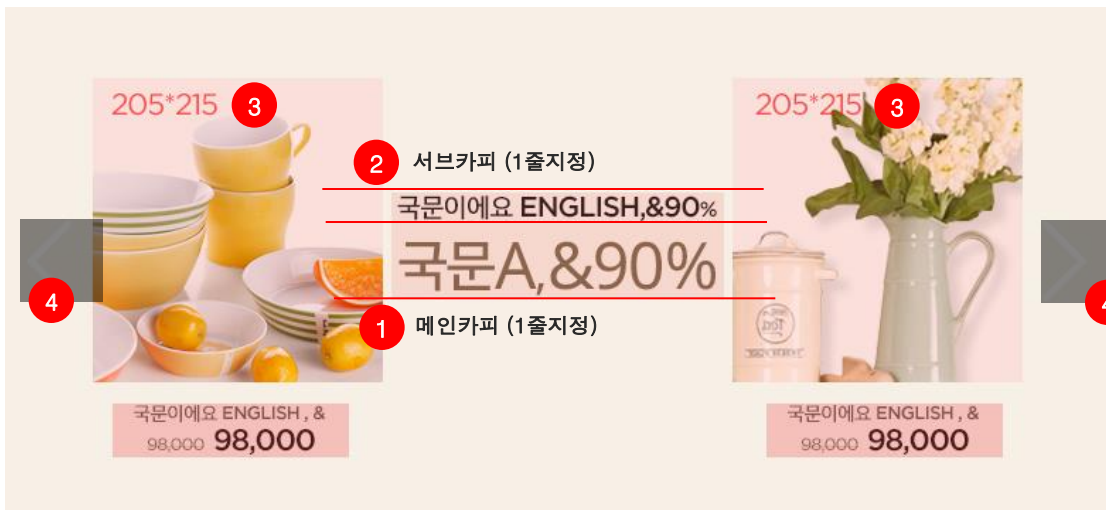 205*215 3
205*215 3
2 서브카피 (1줄지정)
국문이에요 ENGLISH,&90%
국문A,&90%
4
4
1 메인카피 (1줄지정)
국문이에요 ENGLISH , &
98,000 98,000
국문이에요 ENGLISH , &
98,000 98,000